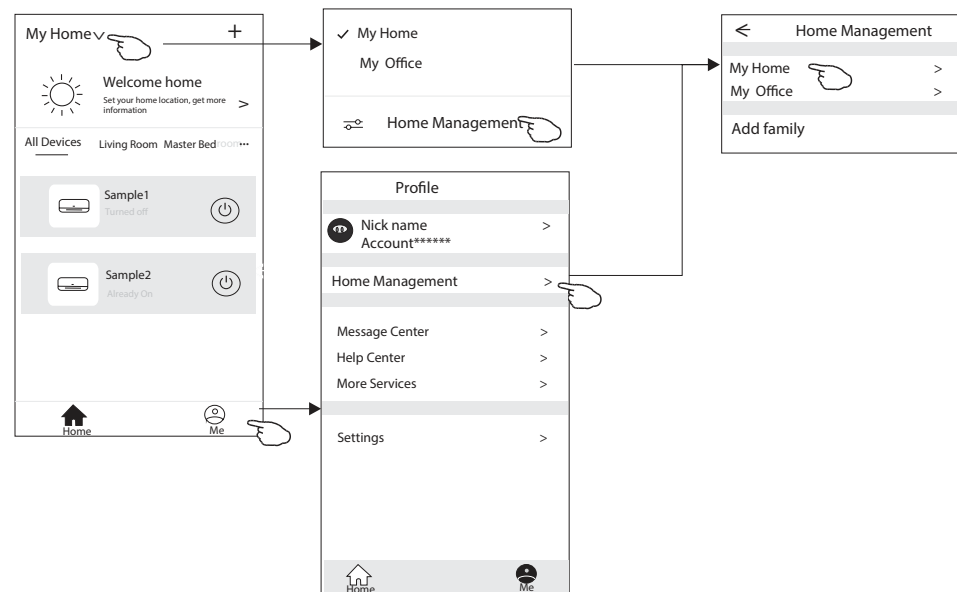 My Home
+
Welcome home
Set your home location, get more
information
>
All Devices Living Room Master Bedroom ...
Sample1
Turned off
Sample2
Already On
Home
Me
✓ My Home
My Office
Home Management
Profile
Nick name >
Account******
Home Management >
Message Center >
Help Center >
More Services >
Settings >
Home
Me
Home Management
My Home >
My Office >
Add family